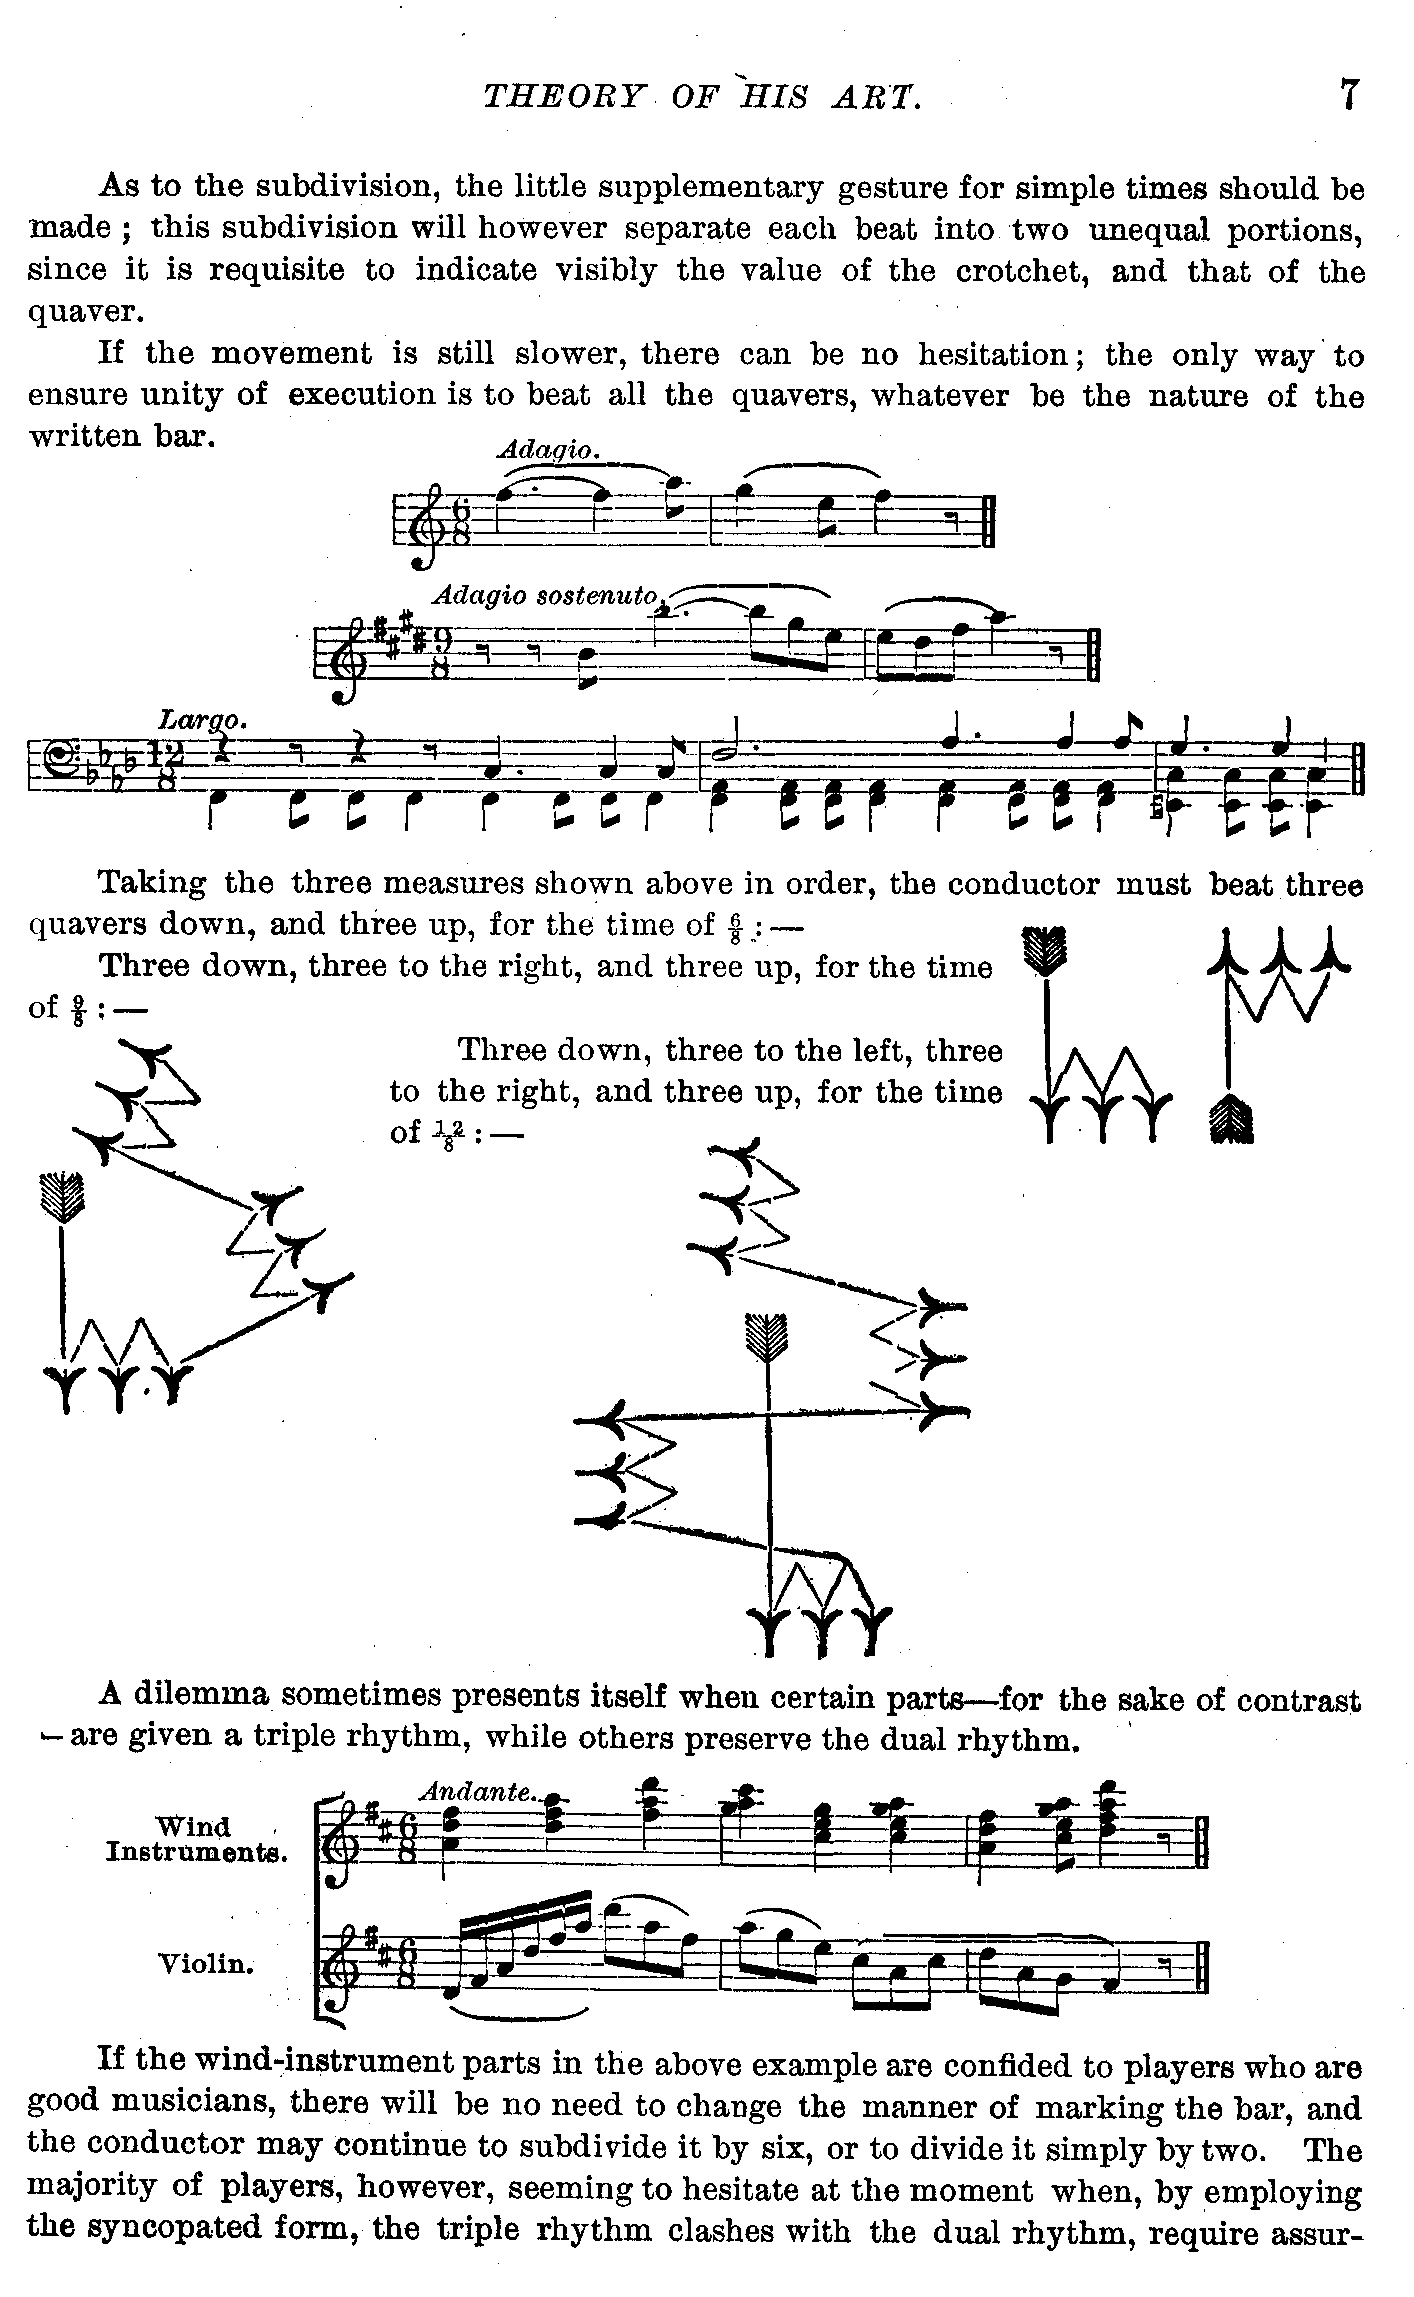 THEORY OF HIS ART.
7
As to the subdivision, the little supplementary gesture for simple times should be
made ; this subdivision will however separate each beat into two unequal portions,
since it is requisite to indicate visibly the value of the crotchet, and that of the
quaver.
If the movement is still slower, there can be no hesitation; the only way to
ensure unity of execution is to beat all the quavers, whatever be the nature of the
written bar.
Adagio.
6
8
Adagio sostenuto.
9
8
Largo.
12
8
Taking the three measures shown above in order, the conductor must beat three
quavers down, and three up, for the time of 6/8 : —
Three down, three to the right, and three up, for the time
of 9/8 : —
Three down, three to the left, three
to the right, and three up, for the time
of 12/8 : —
A dilemma sometimes presents itself when certain parts—for the sake of contrast
— are given a triple rhythm, while others preserve the dual rhythm.
Andante.
Wind
Instruments.
6
8
Violin.
6
8
If the wind-instrument parts in the above example are confided to players who are
good musicians, there will be no need to change the manner of marking the bar, and
the conductor may continue to subdivide it by six, or to divide it simply by two. The
majority of players, however, seeming to hesitate at the moment when, by employing
the syncopated form, the triple rhythm clashes with the dual rhythm, require assur-